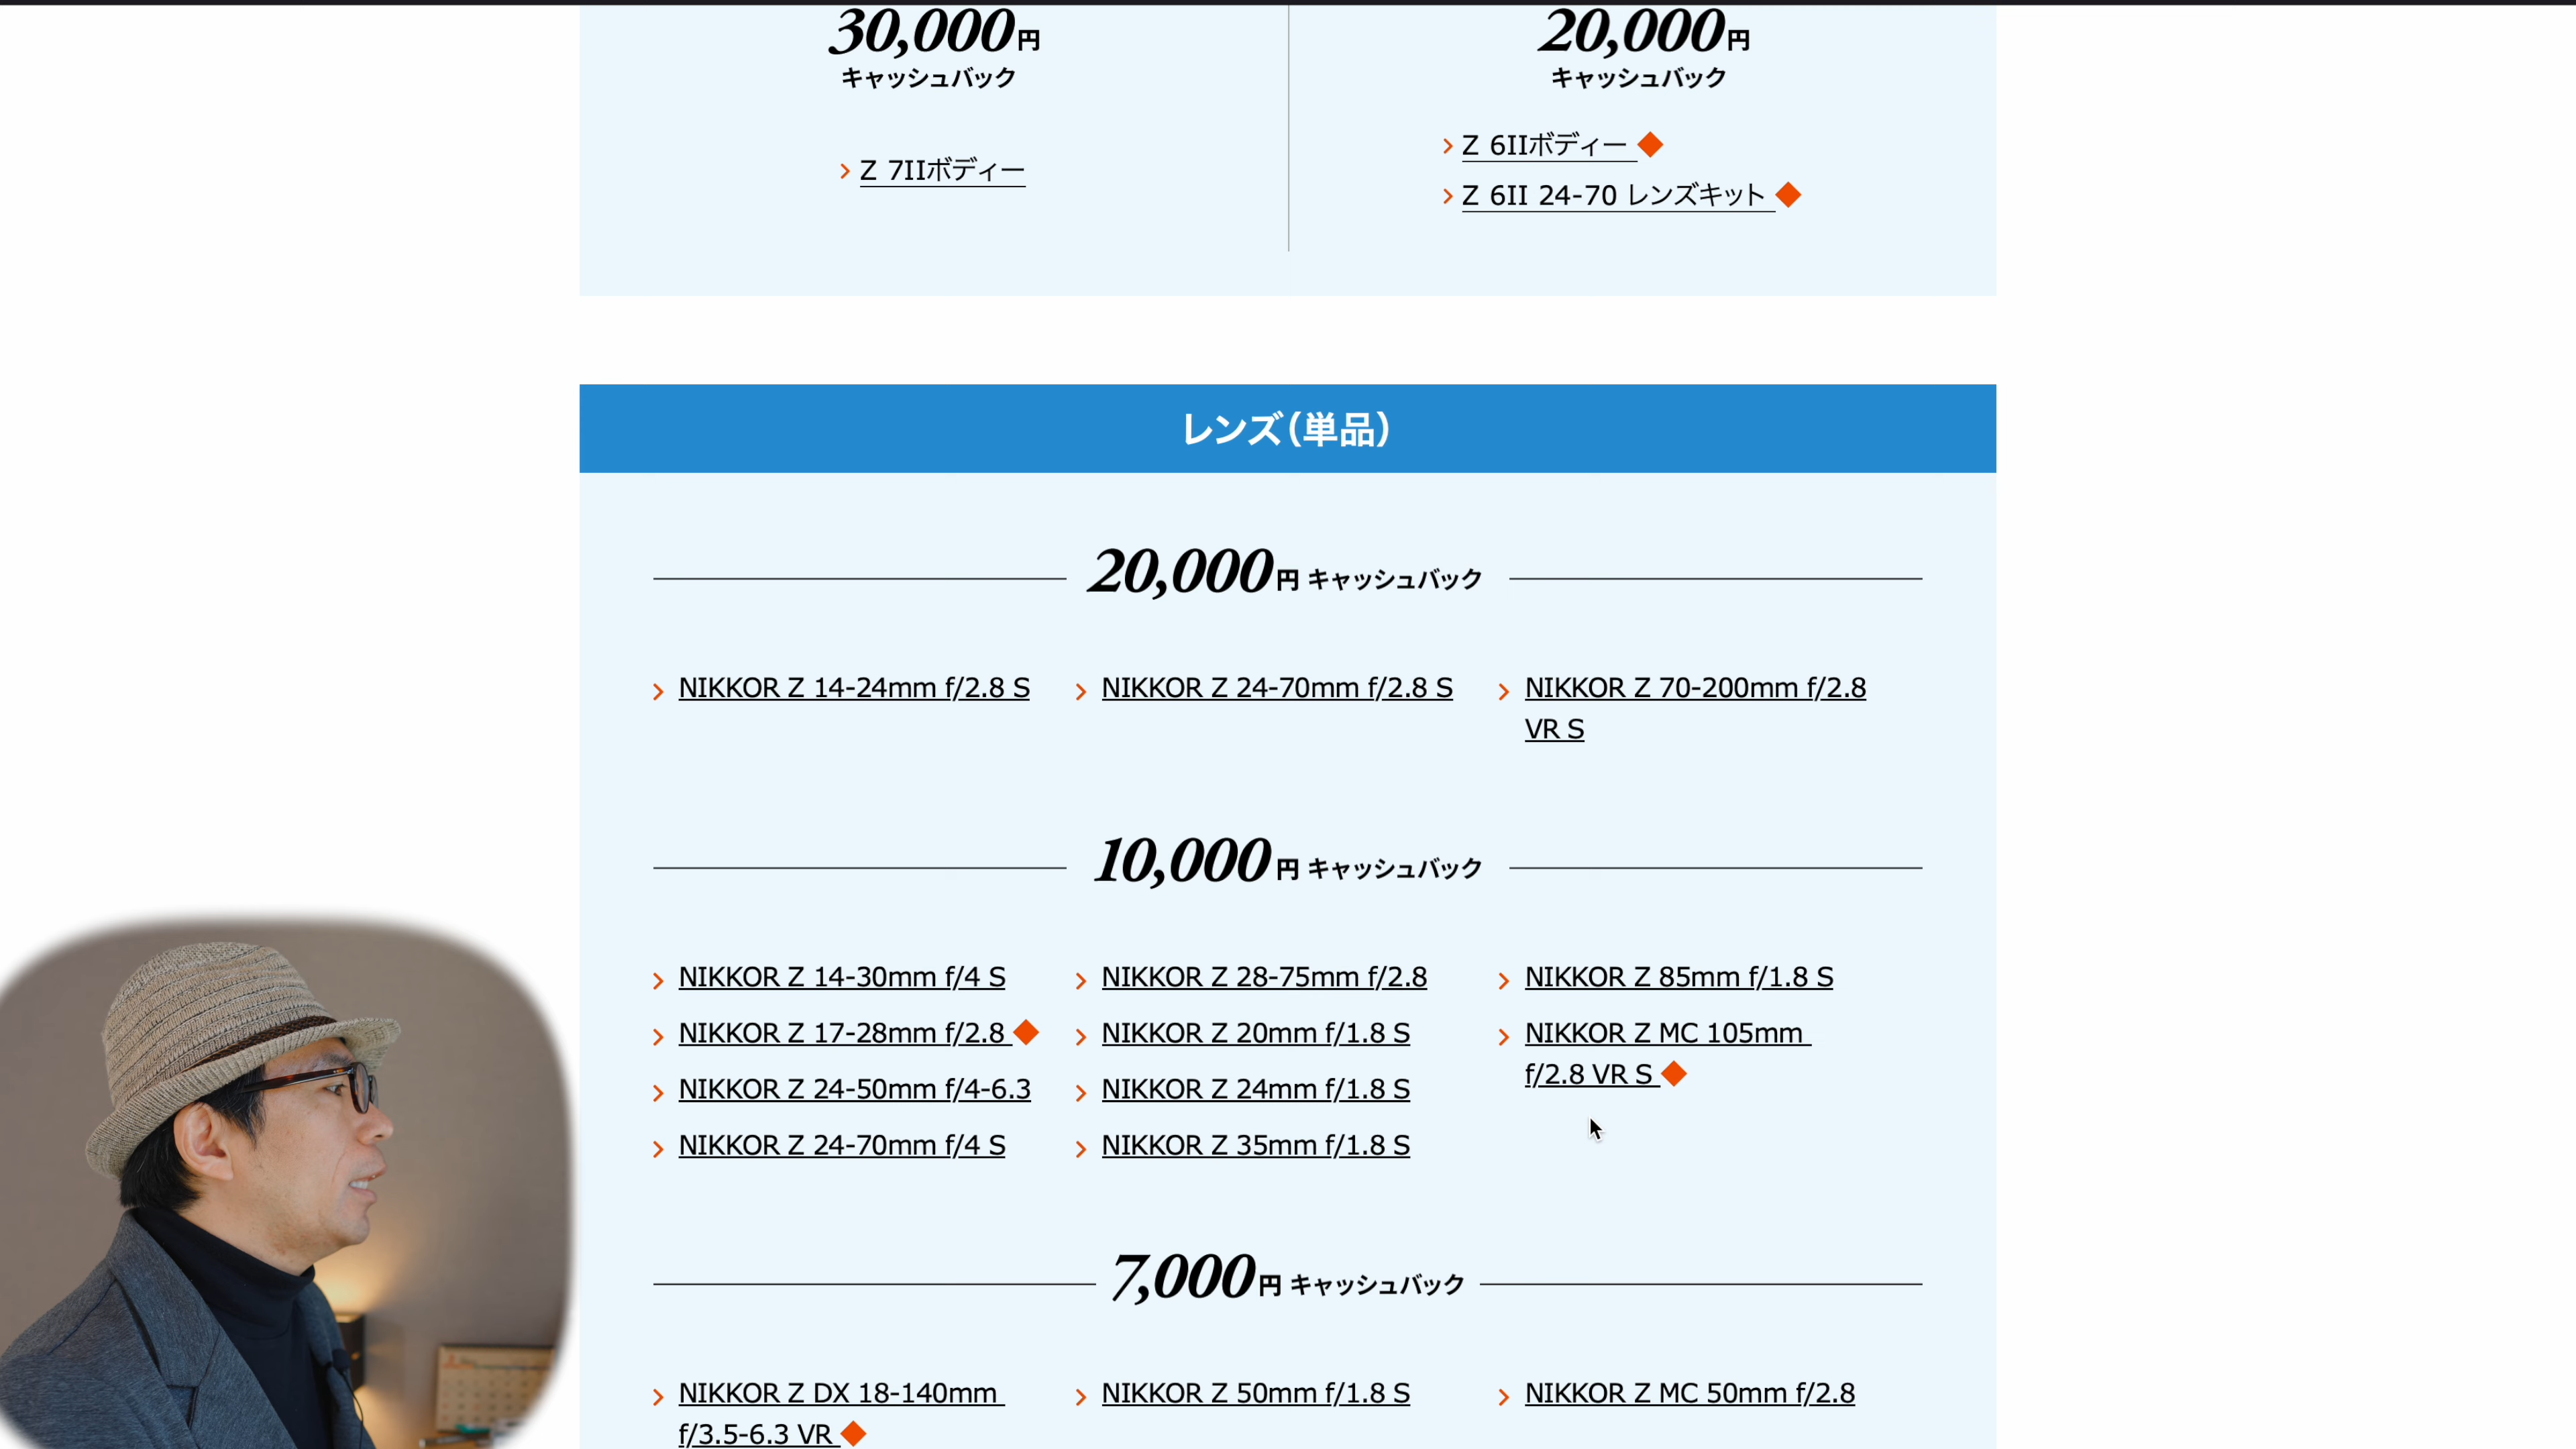 30,000円
キャッシュバック
Z 7IIボディー
20,000円
キャッシュバック
Z 6IIボディー
Z 6II 24-70 レンズキット
レンズ（単品）
20,000円 キャッシュバック
NIKKOR Z 14-24mm f/2.8 S
NIKKOR Z 24-70mm f/2.8 S
NIKKOR Z 70-200mm f/2.8
VR S
10,000円 キャッシュバック
NIKKOR Z 14-30mm f/4 S
NIKKOR Z 17-28mm f/2.8
NIKKOR Z 24-50mm f/4-6.3
NIKKOR Z 24-70mm f/4 S
NIKKOR Z 28-75mm f/2.8
NIKKOR Z 20mm f/1.8 S
NIKKOR Z 24mm f/1.8 S
NIKKOR Z 35mm f/1.8 S
NIKKOR Z 85mm f/1.8 S
NIKKOR Z MC 105mm
f/2.8 VR S
7,000円 キャッシュバック
NIKKOR Z DX 18-140mm
f/3.5-6.3 VR
NIKKOR Z 50mm f/1.8 S
NIKKOR Z MC 50mm f/2.8